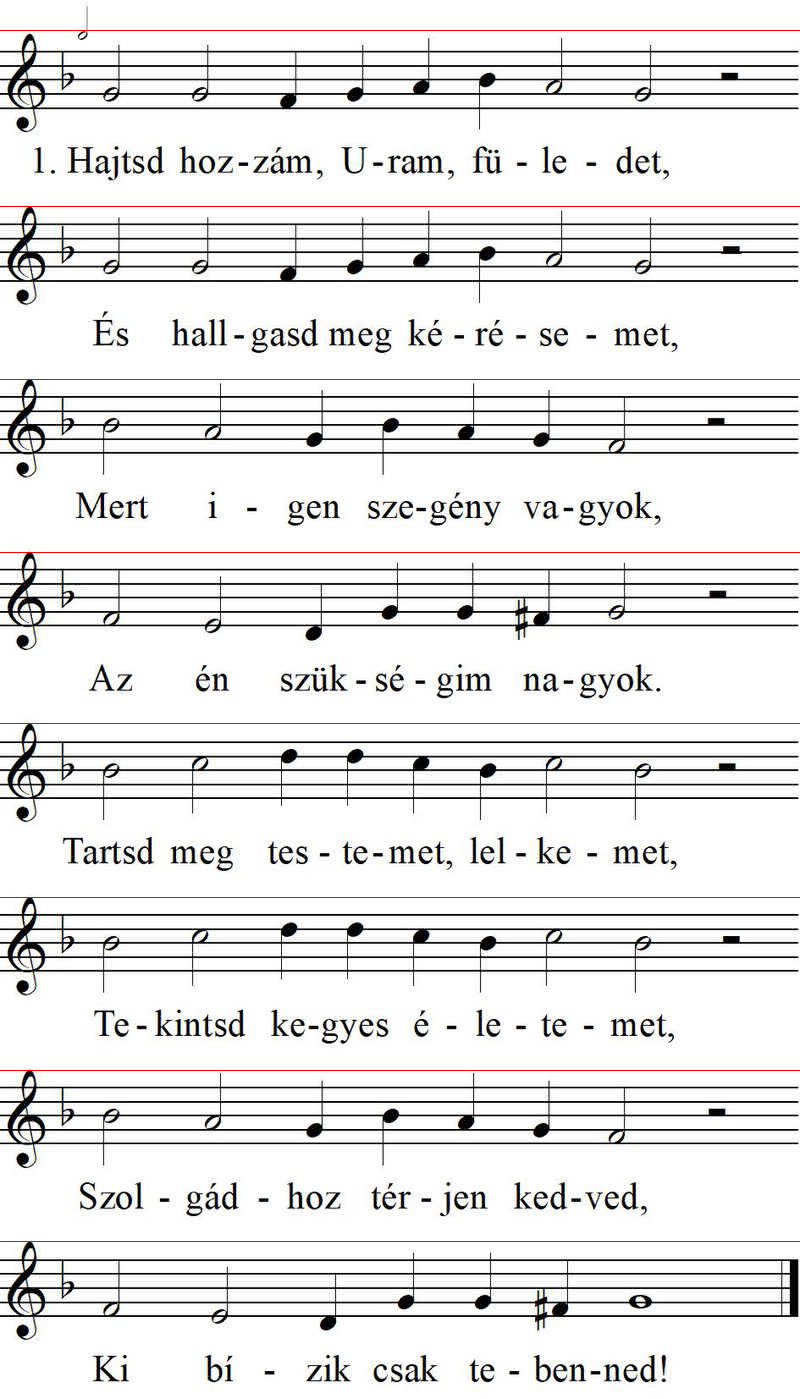 1. Hajtsd hoz-zám, U-ram, fü - le - det,
És hall-gasd meg ké - ré - se - met,
Mert i - gen sze-gény va-gyok,
Az én szük-sé-gim na-gyok.
Tartsd meg tes - te-met, lel - ke - met,
Te-kintsd ke-gyes é - le - te - met,
Szol - gád - hoz tér - jen ked-ved,
Ki bí - zik csak te - ben-ned!